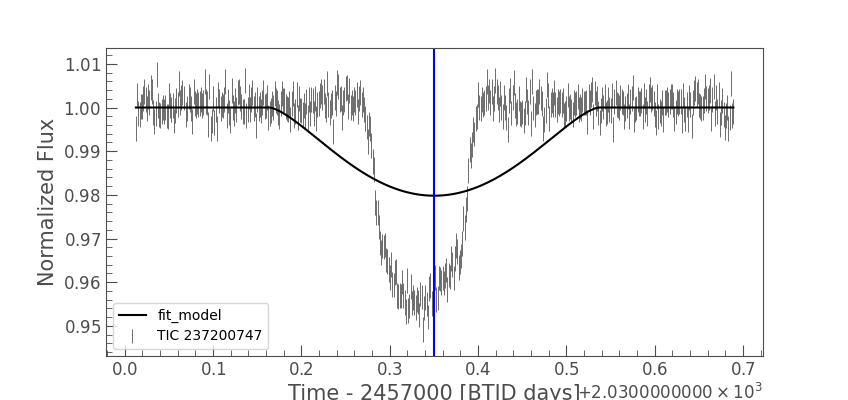 Normalized Flux
1.01
1.00
0.99
0.98
0.97
0.96
0.95
fit_model
TIC 237200747
0.0 0.1 0.2 0.3 0.4 0.5 0.6 0.7
Time - 2457000 [BTJD days]
+2.0300000000 × 10³